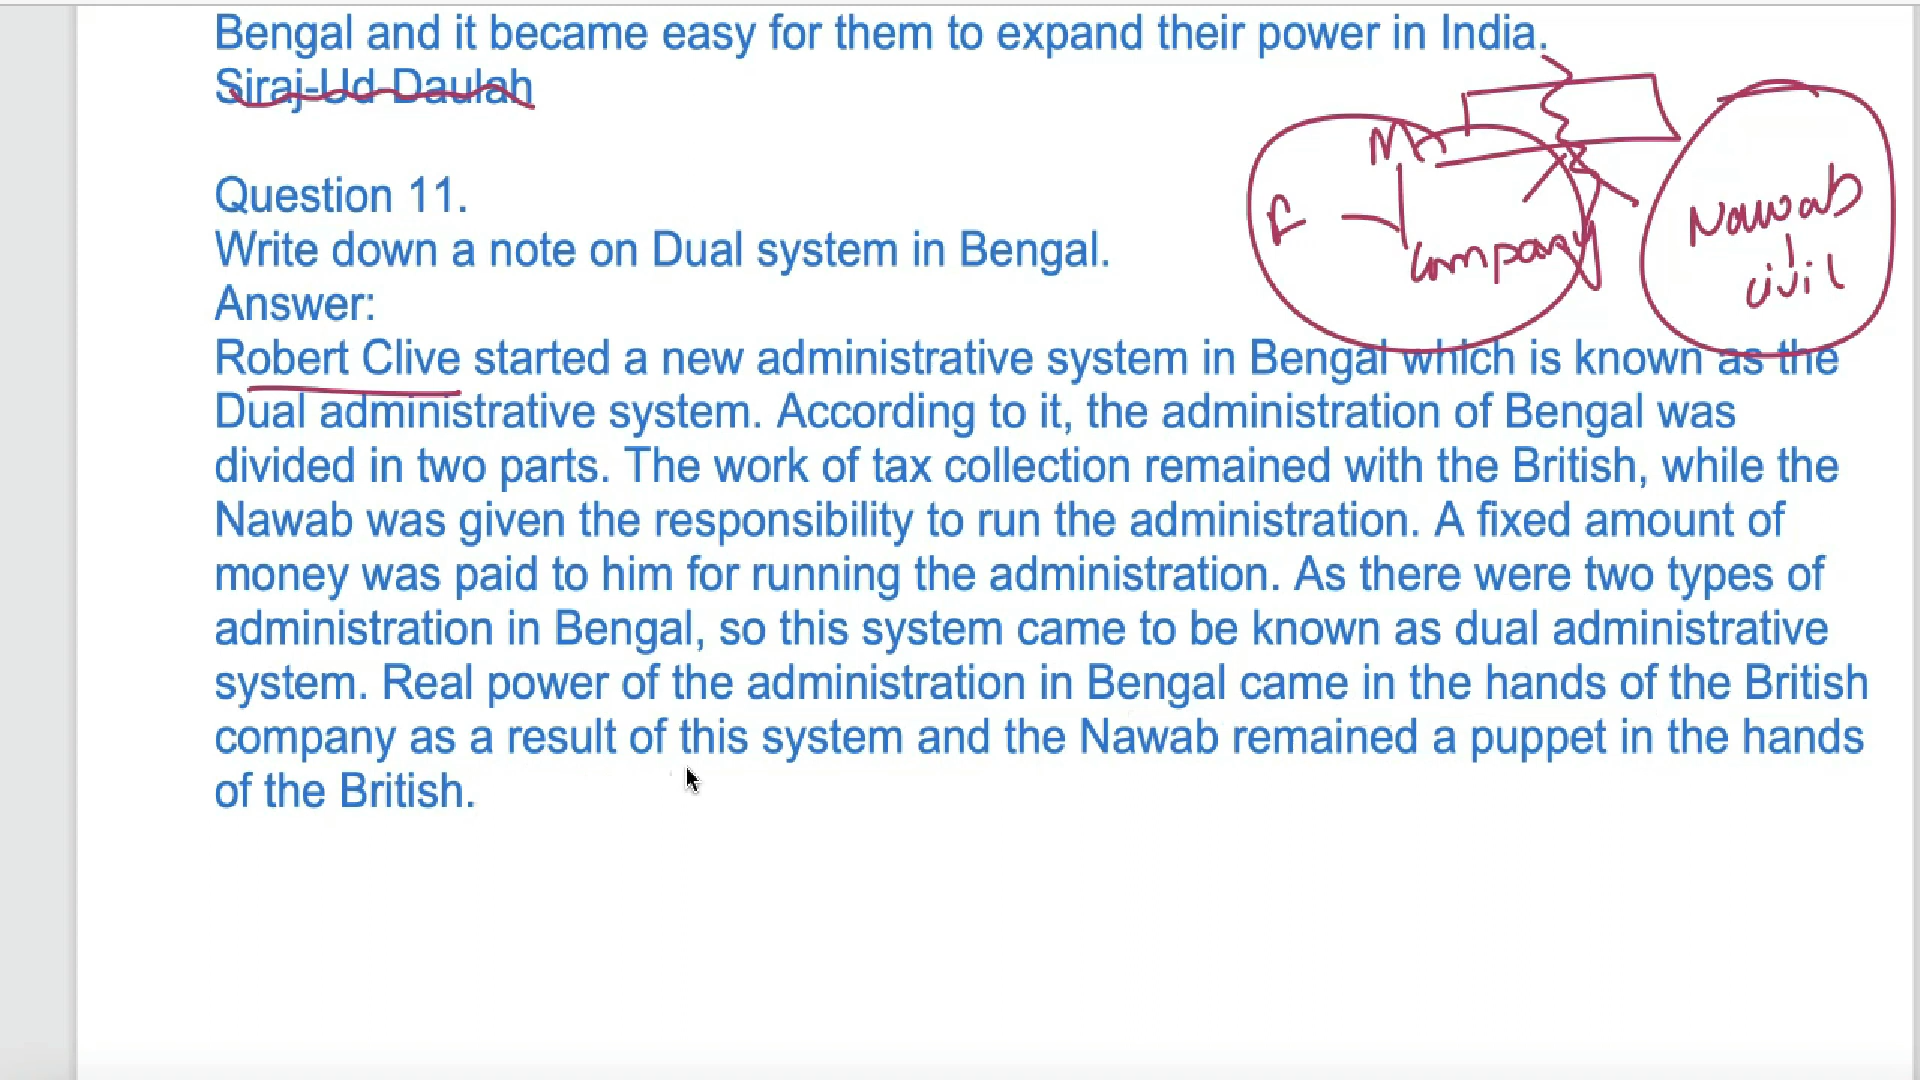 Bengal and it became easy for them to expand their power in India.
Siraj-Ud-Daulah
Question 11.
Write down a note on Dual system in Bengal.
Answer:
Robert Clive started a new administrative system in Bengal which is known as the
Dual administrative system. According to it, the administration of Bengal was
divided in two parts. The work of tax collection remained with the British, while the
Nawab was given the responsibility to run the administration. A fixed amount of
money was paid to him for running the administration. As there were two types of
administration in Bengal, so this system came to be known as dual administrative
system. Real power of the administration in Bengal came in the hands of the British
company as a result of this system and the Nawab remained a puppet in the hands
of the British.
M
Company
Nawab
civil